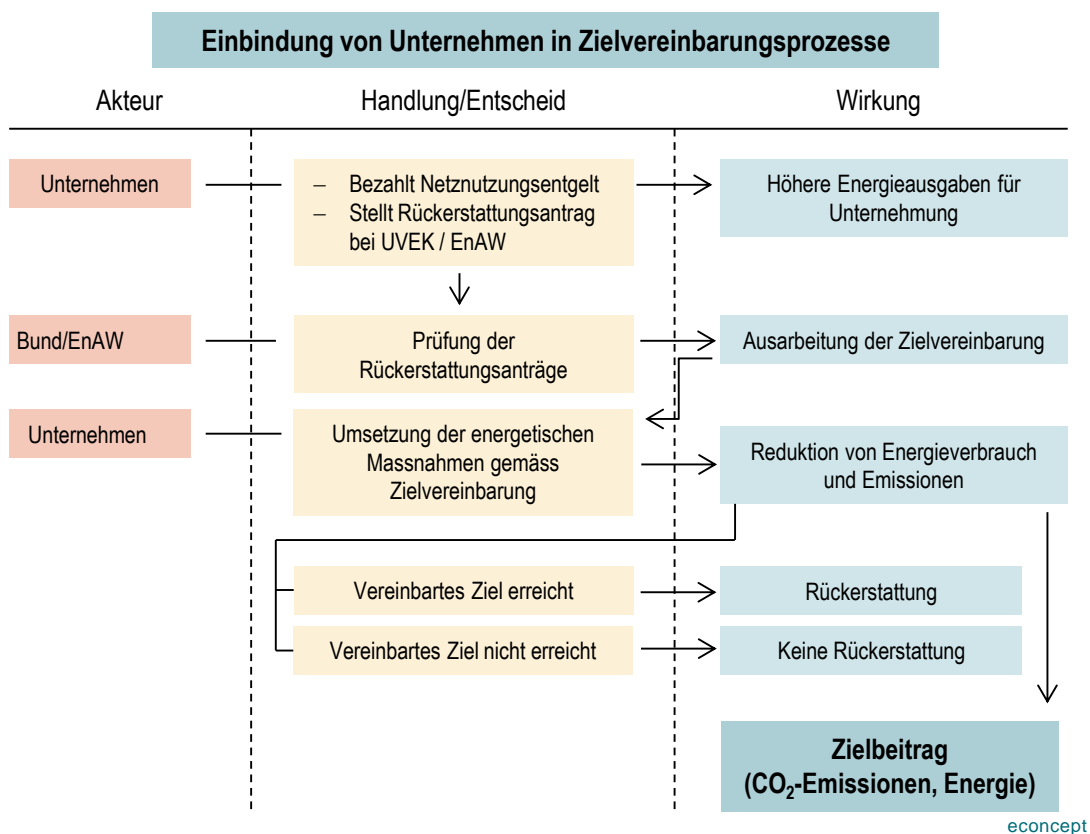 Einbindung von Unternehmen in Zielvereinbarungsprozesse
Akteur
Handlung/Entscheid
Wirkung
Unternehmen
– Bezahlt Netznutzungsentgelt
– Stellt Rückerstattungsantrag
bei UVEK / EnAW
Höhere Energieausgaben für
Unternehmung
Bund/EnAW
Prüfung der
Rückerstattungsanträge
Ausarbeitung der Zielvereinbarung
Unternehmen
Umsetzung der energetischen
Massnahmen gemäss
Zielvereinbarung
Reduktion von Energieverbrauch
und Emissionen
Vereinbartes Ziel erreicht
Rückerstattung
Vereinbartes Ziel nicht erreicht
Keine Rückerstattung
Zielbeitrag
(CO₂-Emissionen, Energie)
econcept